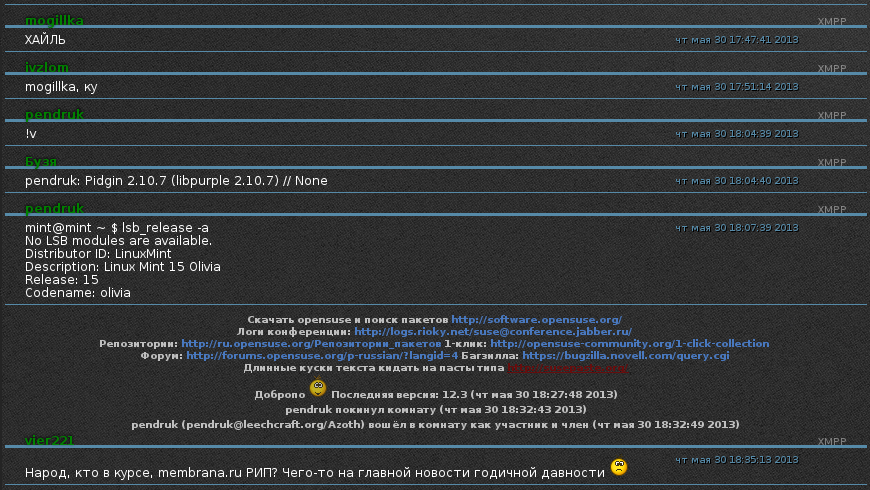 mogillka
XMPP
ХАЙЛЬ
чт мая 30 17:47:41 2013
ivzlom
XMPP
mogillka, ку
чт мая 30 17:51:14 2013
pendruk
XMPP
!v
чт мая 30 18:04:39 2013
Бузя
XMPP
pendruk: Pidgin 2.10.7 (libpurple 2.10.7) // None
чт мая 30 18:04:40 2013
pendruk
XMPP
mint@mint ~ $ lsb_release -a
чт мая 30 18:07:39 2013
No LSB modules are available.
Distributor ID: LinuxMint
Description: Linux Mint 15 Olivia
Release: 15
Codename: olivia
Скачать opensuse и поиск пакетов http://software.opensuse.org/
Логи конференции: http://logs.rioky.net/suse@conference.jabber.ru/
Репозитории: http://ru.opensuse.org/Репозитории_пакетов 1-клик: http://opensuse-community.org/1-click-collection
Форум: http://forums.opensuse.org/p-russian/?langid=4 Багзилла: https://bugzilla.novell.com/query.cgi
Длинные куски текста кидать на пасты типа
Добропо Последняя версия: 12.3 (чт мая 30 18:27:48 2013)
pendruk покинул комнату (чт мая 30 18:32:43 2013)
pendruk (pendruk@leechcraft.org/Azoth) вошёл в комнату как участник и член (чт мая 30 18:32:49 2013)
vier221
XMPP
чт мая 30 18:35:13 2013
Народ, кто в курсе, membrana.ru РИП? Чего-то на главной новости годичной давности